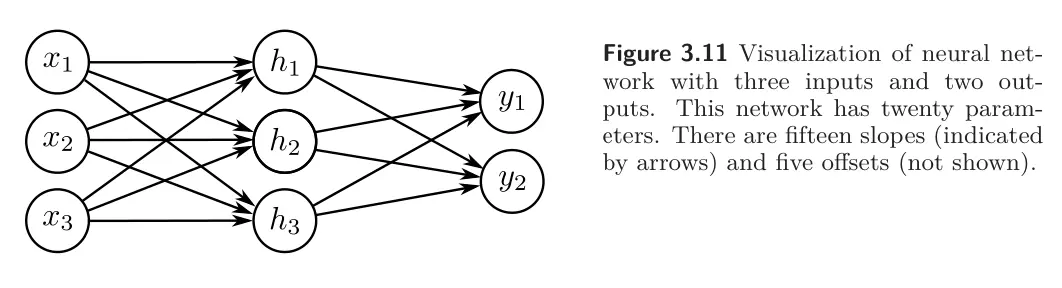 x₁
h₁
y₁
x₂
h₂
y₂
x₃
h₃
Figure 3.11 Visualization of neural net-
work with three inputs and two out-
puts. This network has twenty param-
eters. There are fifteen slopes (indicated
by arrows) and five offsets (not shown).